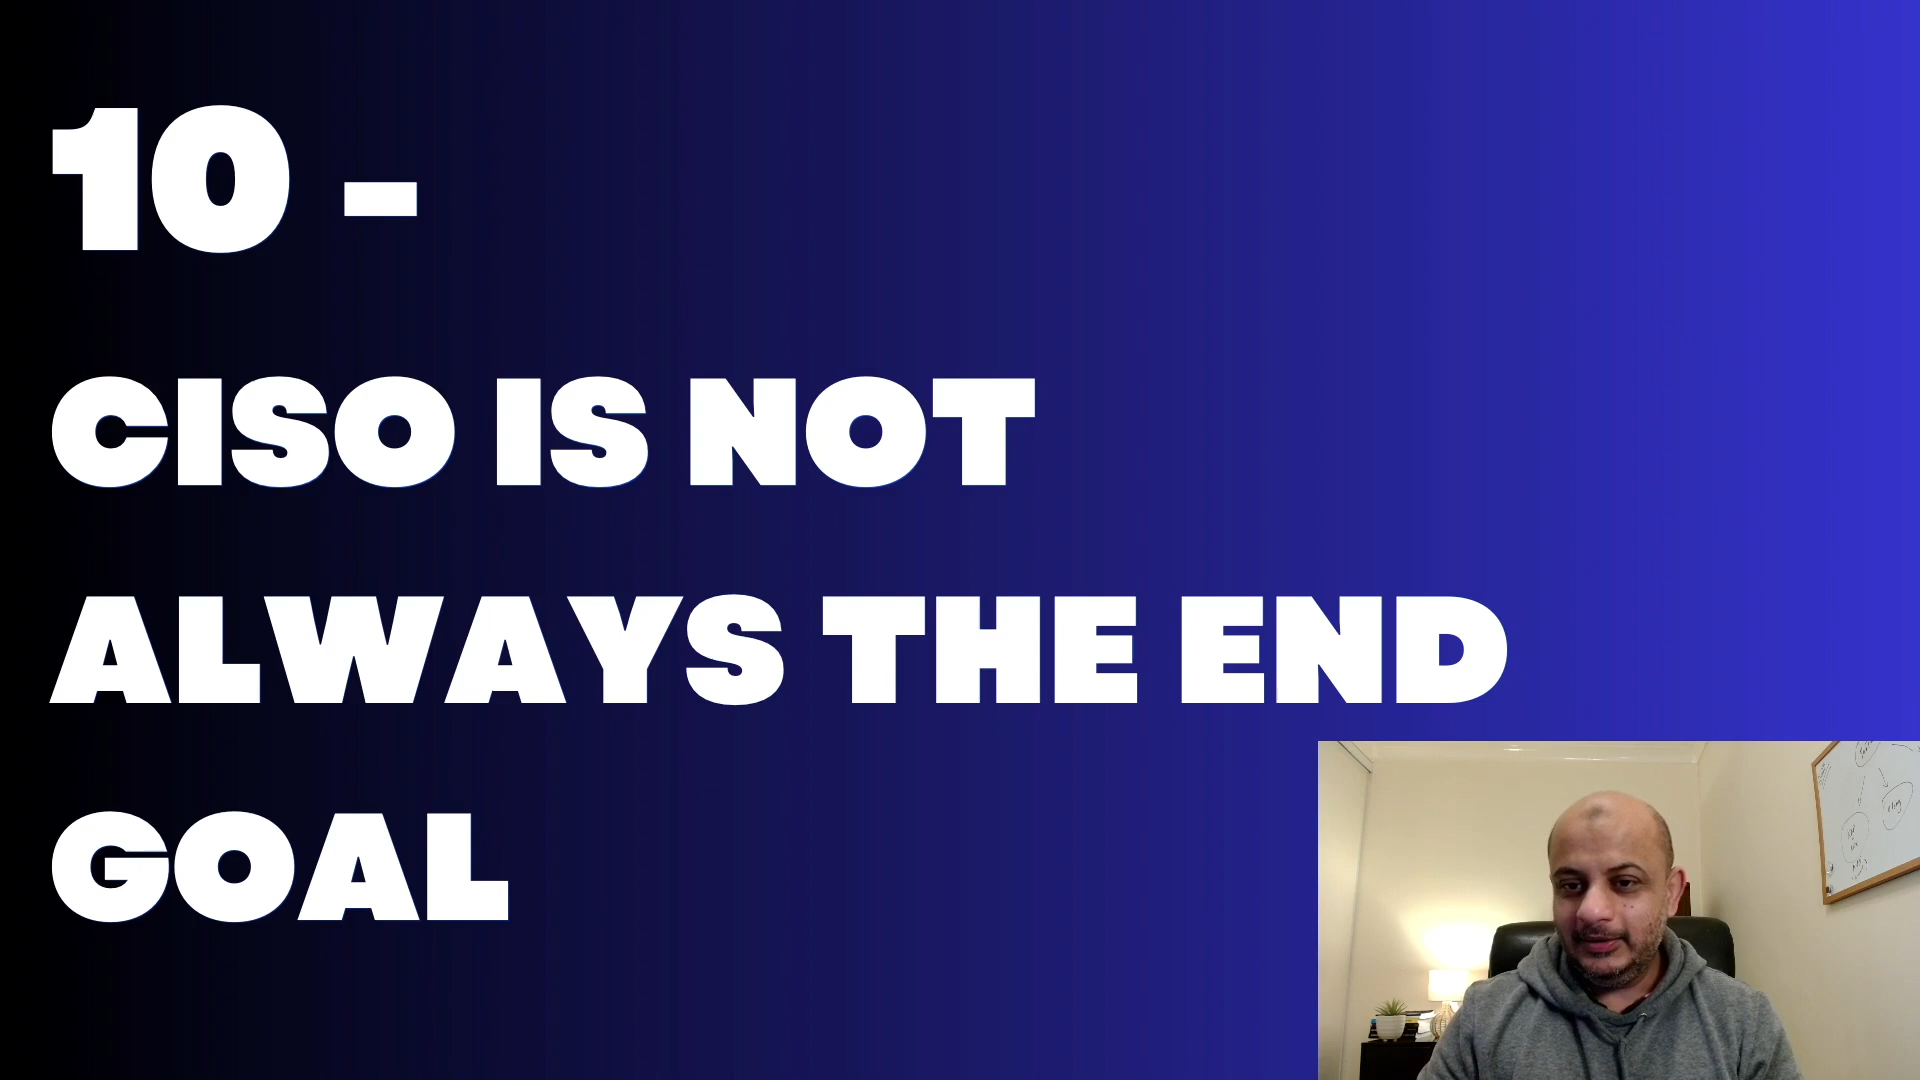 10 -
CISO IS NOT
ALWAYS THE END
GOAL